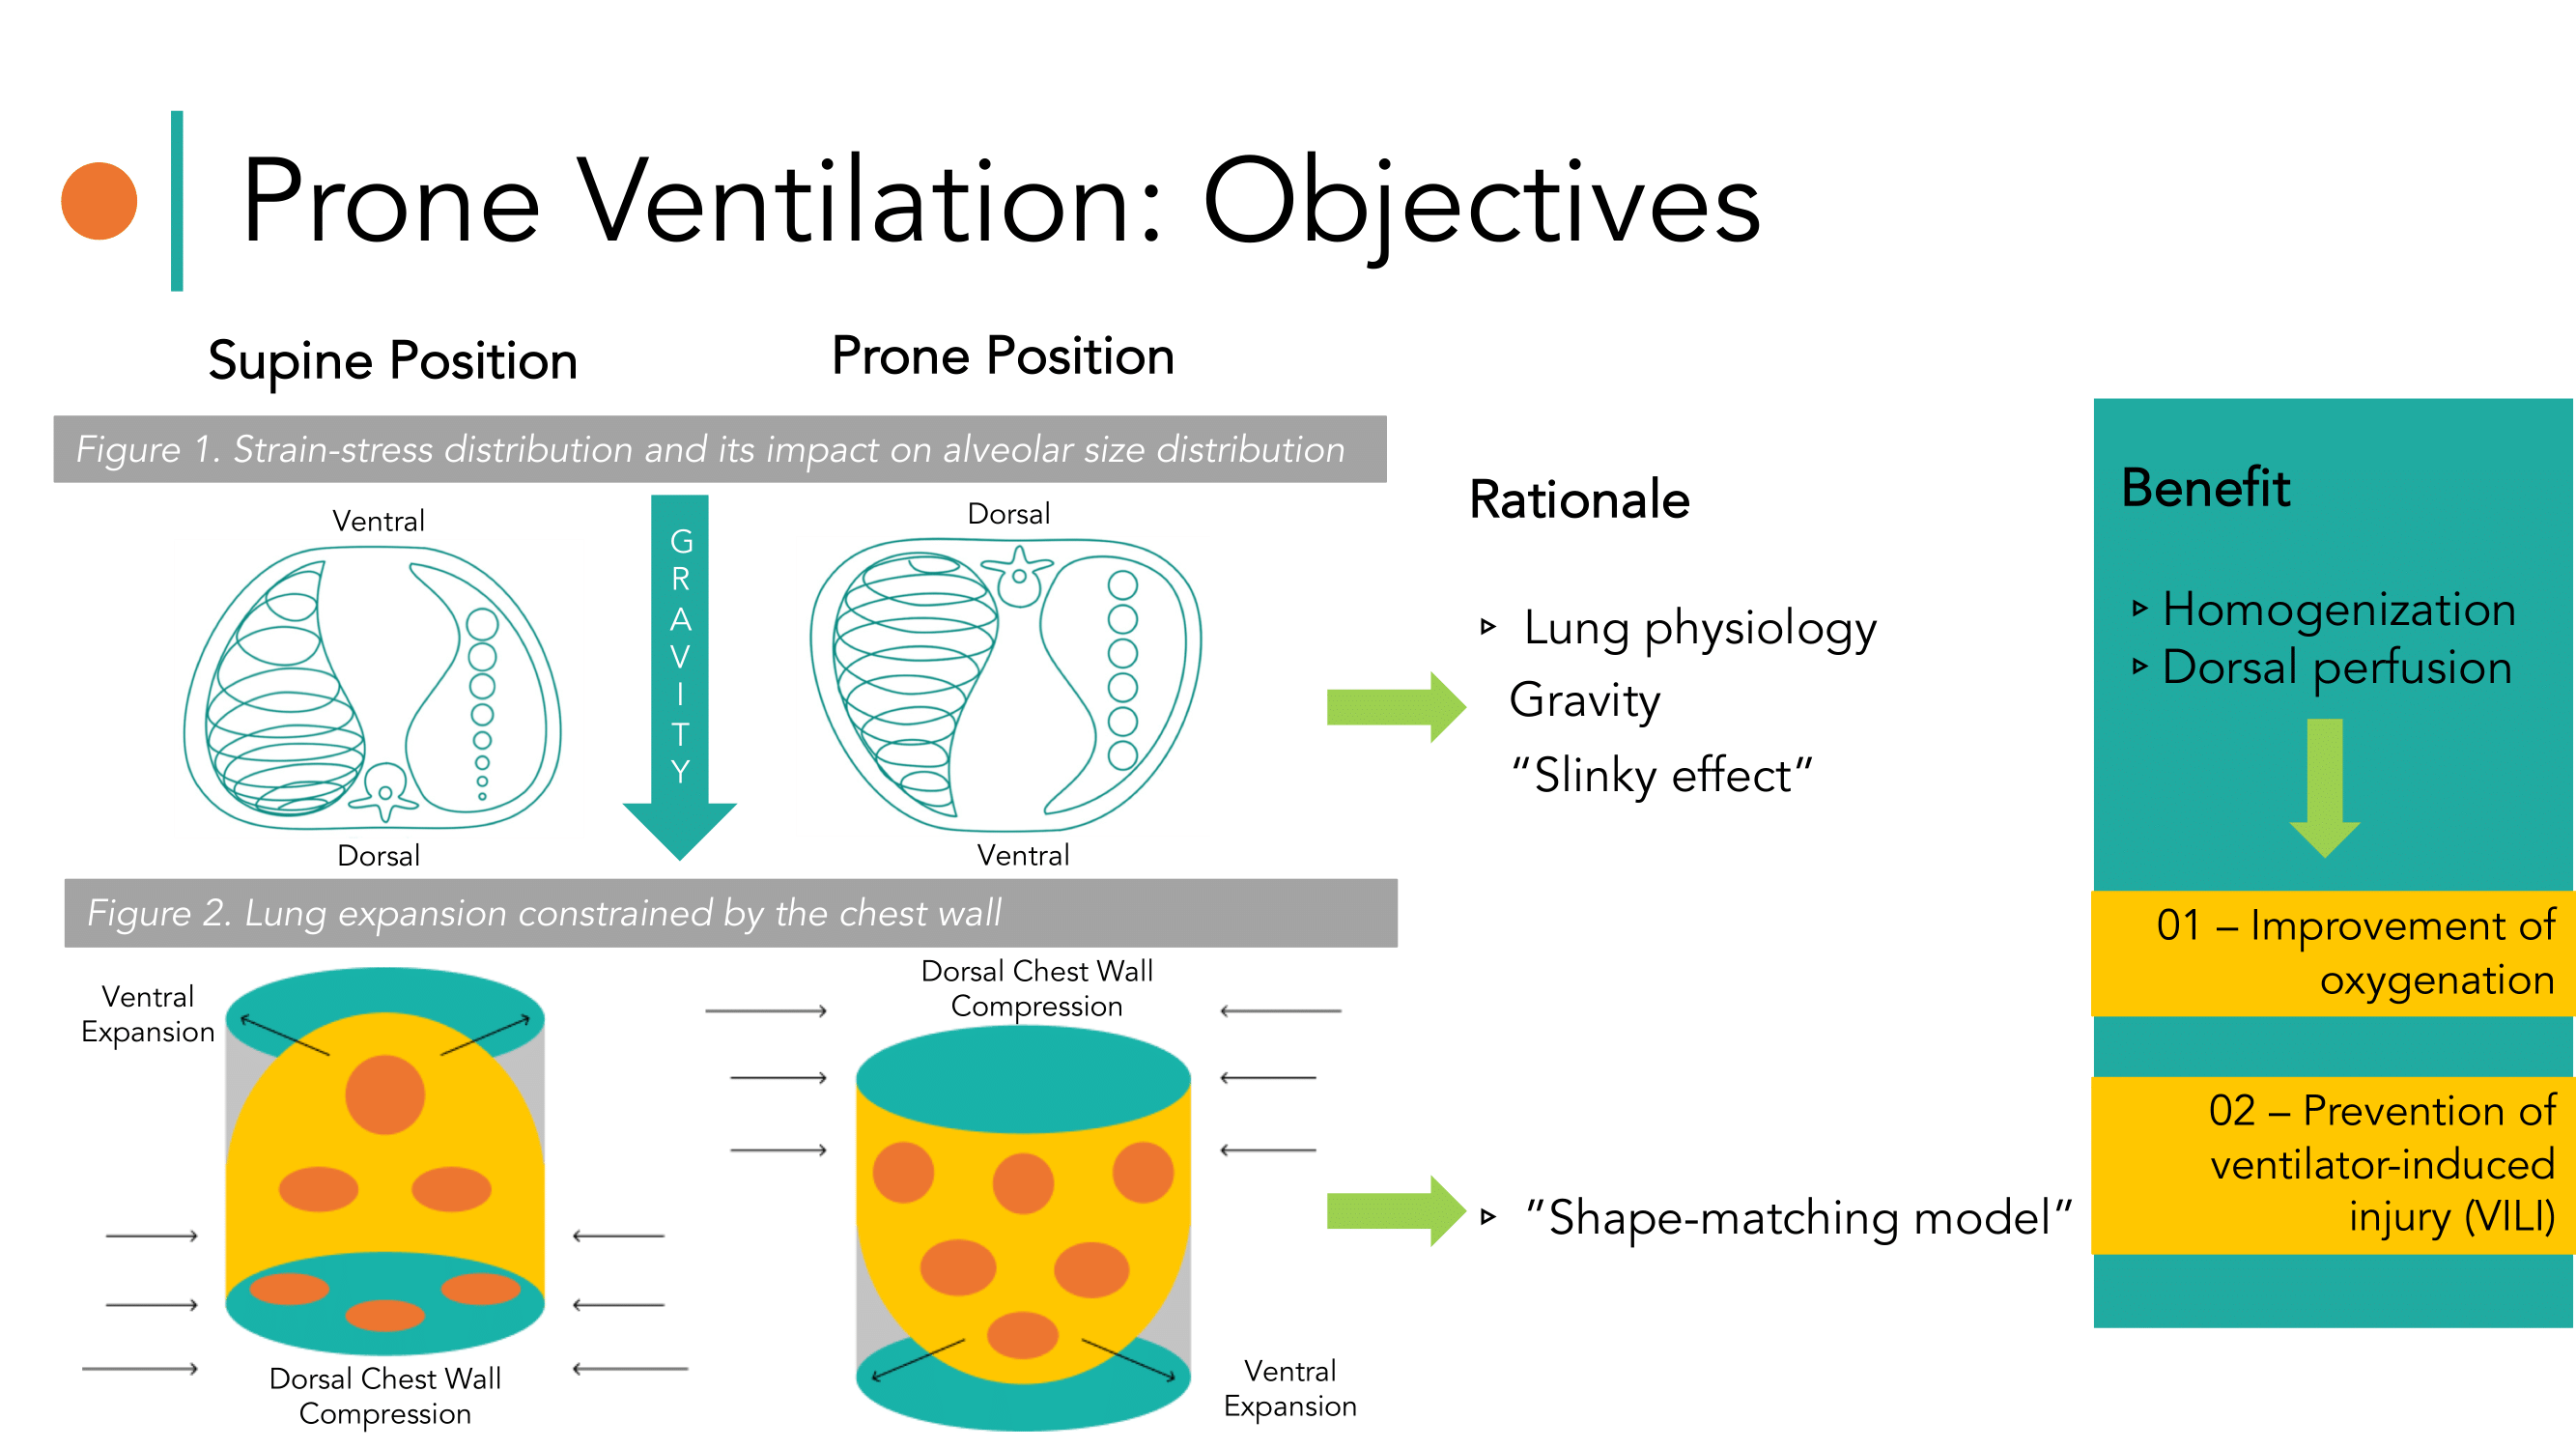 Prone Ventilation: Objectives
Supine Position
Prone Position
Figure 1. Strain-stress distribution and its impact on alveolar size distribution
Ventral
Dorsal
GRAVITY
Dorsal
Ventral
Figure 2. Lung expansion constrained by the chest wall
Ventral
Expansion
Dorsal Chest Wall
Compression
Dorsal Chest Wall
Compression
Ventral
Expansion
Rationale
▹ Lung physiology
Gravity
“Slinky effect”
▹ ”Shape-matching model”
Benefit
▹ Homogenization
▹ Dorsal perfusion
01 – Improvement of
oxygenation
02 – Prevention of
ventilator-induced
injury (VILI)